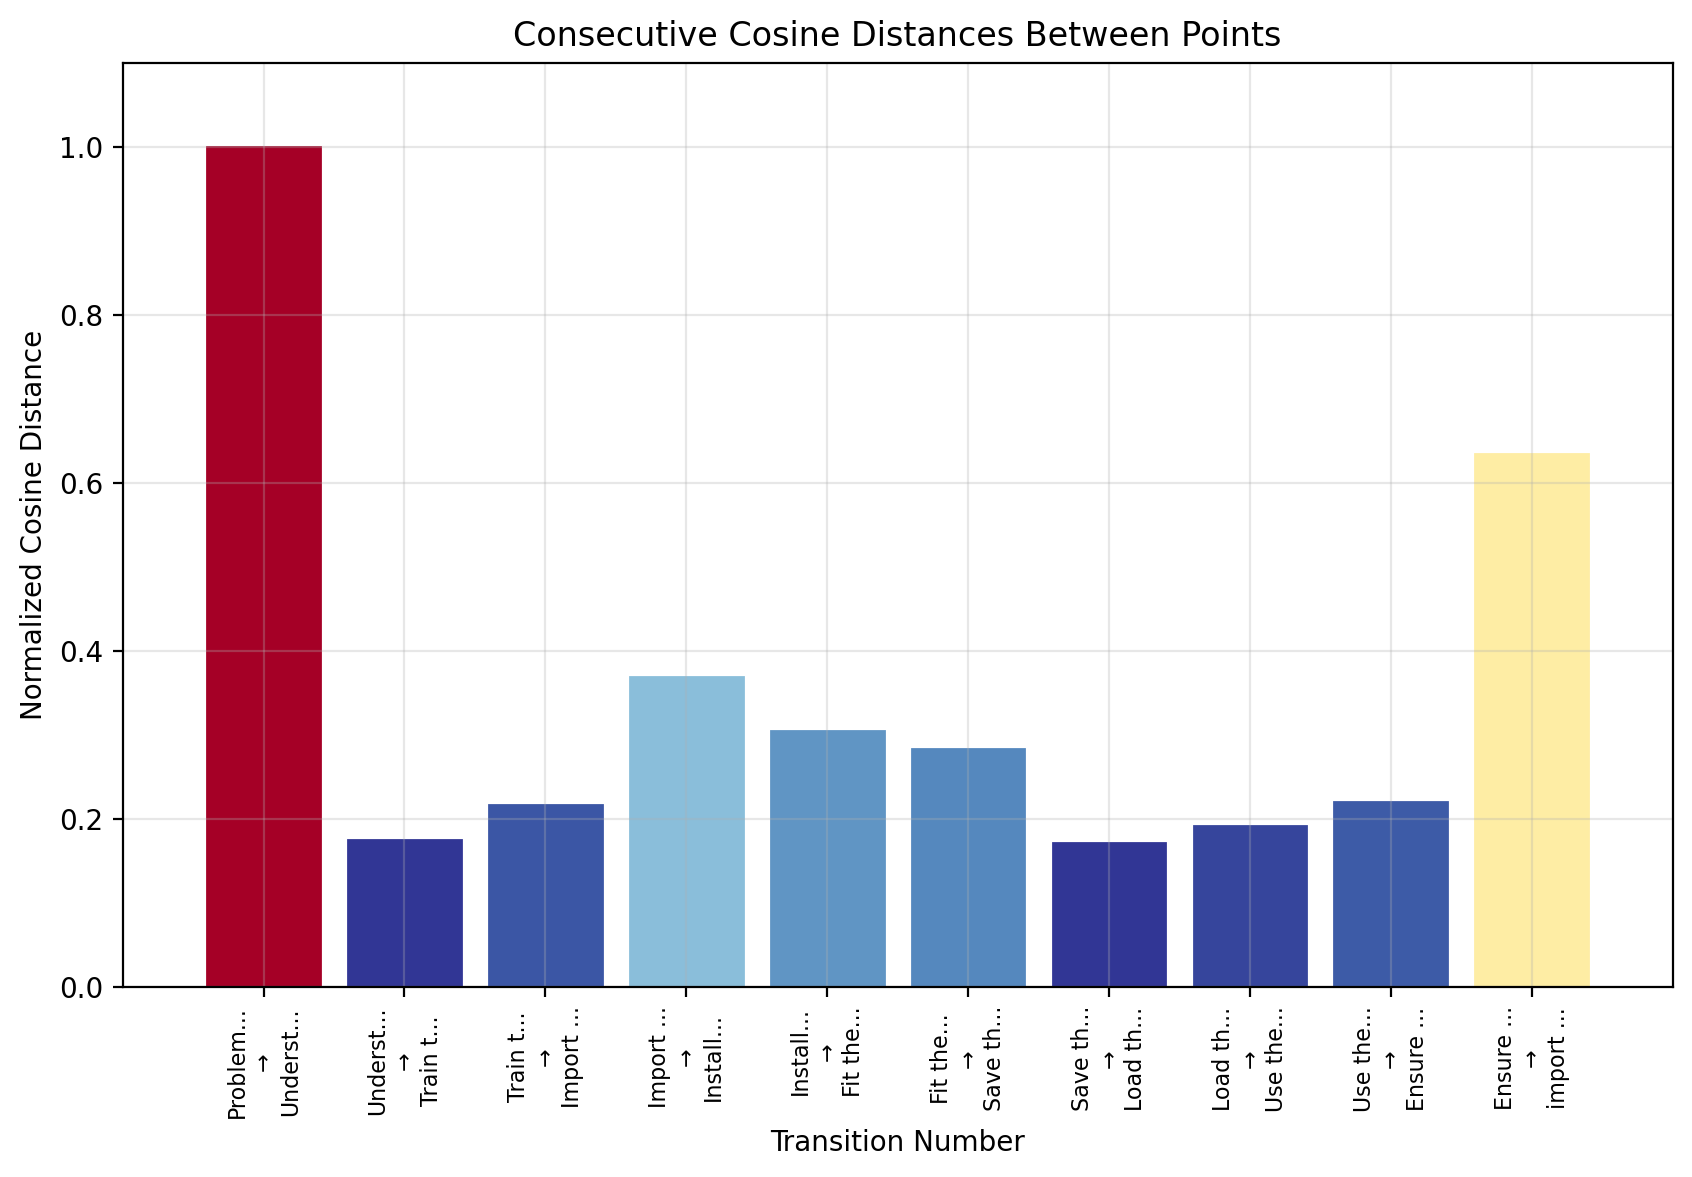 Consecutive Cosine Distances Between Points
Normalized Cosine Distance
1.0
0.8
0.6
0.4
0.2
0.0
Problem...
→
Underst...
Underst...
→
Train t...
Train t...
→
Import ...
Import ...
→
Install...
Install...
→
Fit the...
Fit the...
→
Save th...
Save th...
→
Load th...
Load th...
→
Use the...
Use the...
→
Ensure ...
Ensure ...
→
import ...
Transition Number